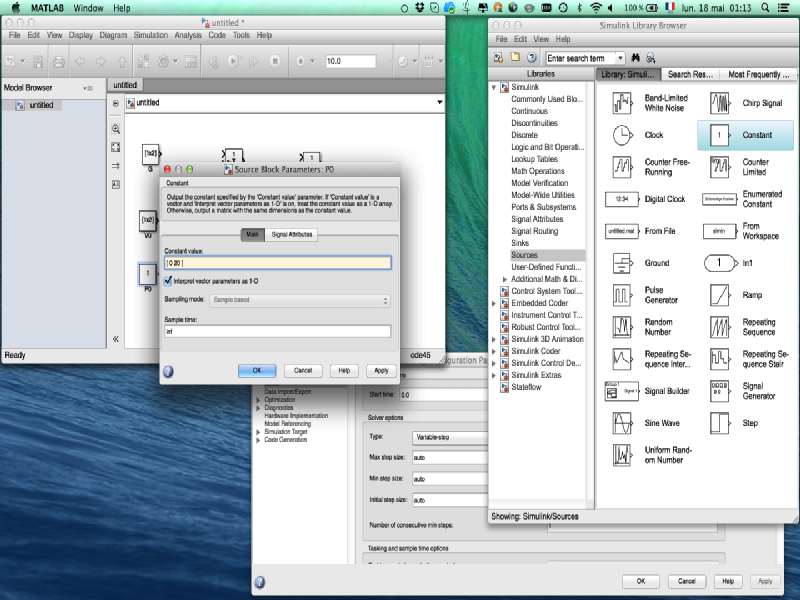 MATLAB Window Help
100 % lun. 18 mai 01:13
untitled *
File Edit View Display Diagram Simulation Analysis Code Tools Help
10.0
Model Browser
untitled
untitled
untitled
[1x2]
G
1
1
[1x2]
V0
1
P0
Ready
ode45
Source Block Parameters: P0
Constant
Output the constant specified by the 'Constant value' parameter. If 'Constant value' is a
vector and 'Interpret vector parameters as 1-D' is on, treat the constant value as a 1-D array.
Otherwise, output a matrix with the same dimensions as the constant value.
Main Signal Attributes
Constant value:
[ 0 20 ]
Interpret vector parameters as 1-D
Sampling mode: Sample based
Sample time:
inf
OK Cancel Help Apply
Simulink Library Browser
File Edit View Help
Enter search term
Libraries
Library: Simuli... Search Res... Most Frequently ...
Simulink
Commonly Used Blo...
Continuous
Discontinuities
Discrete
Logic and Bit Operati...
Lookup Tables
Math Operations
Model Verification
Model-Wide Utilities
Ports & Subsystems
Signal Attributes
Signal Routing
Sinks
Sources
User-Defined Functi...
Additional Math & Di...
Control System Tool...
Embedded Coder
Instrument Control T...
Robust Control Tool...
Simulink 3D Animation
Simulink Coder
Simulink Control De...
Simulink Extras
Stateflow
Band-Limited
White Noise
Chirp Signal
Clock
1
Constant
Counter Free-
Running
Counter
Limited
12:34
Digital Clock
Enumerated
Constant
untitled.mat
From File
simin
From
Workspace
Ground
1
In1
Pulse
Generator
Ramp
Random
Number
Repeating
Sequence
Repeating Se-
quence Inter...
Repeating Se-
quence Stair
Signal Builder
Signal
Generator
Sine Wave
Step
Uniform Rand-
om Number
Showing: Simulink/Sources
Data Import/Export
Optimization
Diagnostics
Hardware Implementation
Model Referencing
Simulation Target
Code Generation
Start time: 0.0
Solver options
Type: Variable-step
Max step size: auto
Min step size: auto
Initial step size: auto
Number of consecutive min steps:
Tasking and sample time options
OK Cancel Help Apply